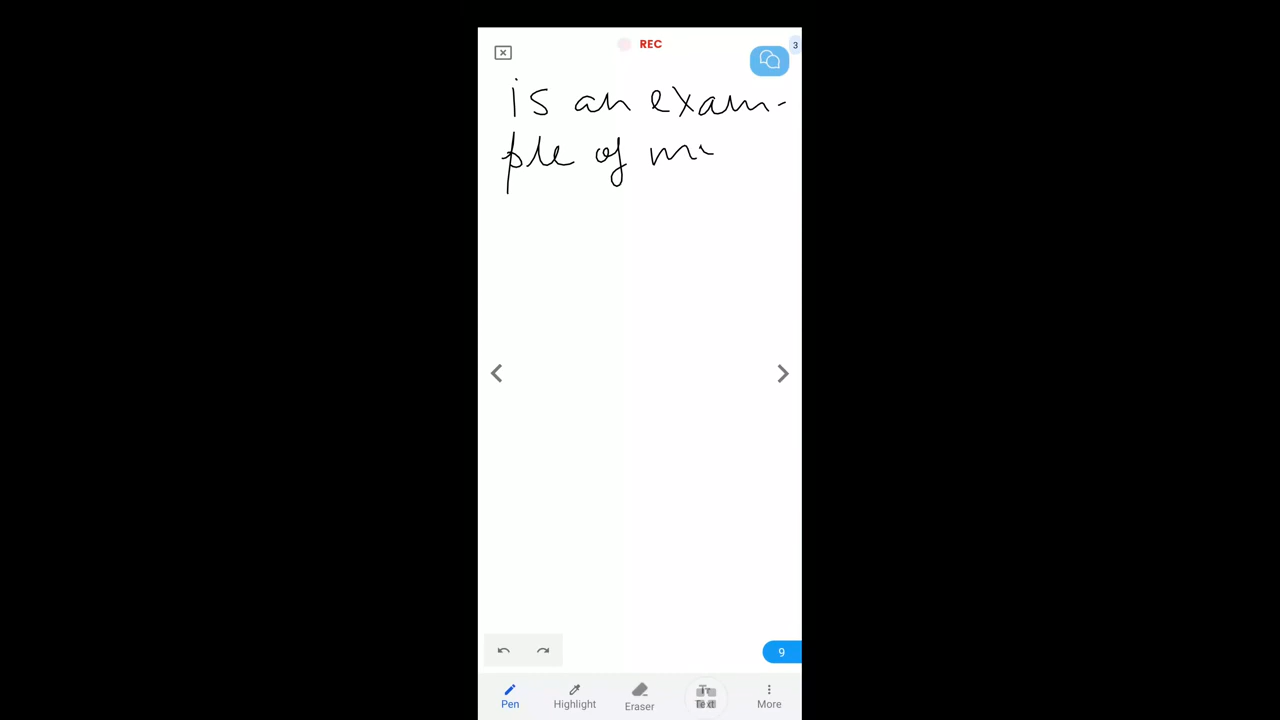 REC
3
is an exam-
ple of
9
Pen
Highlight
Eraser
Text
More